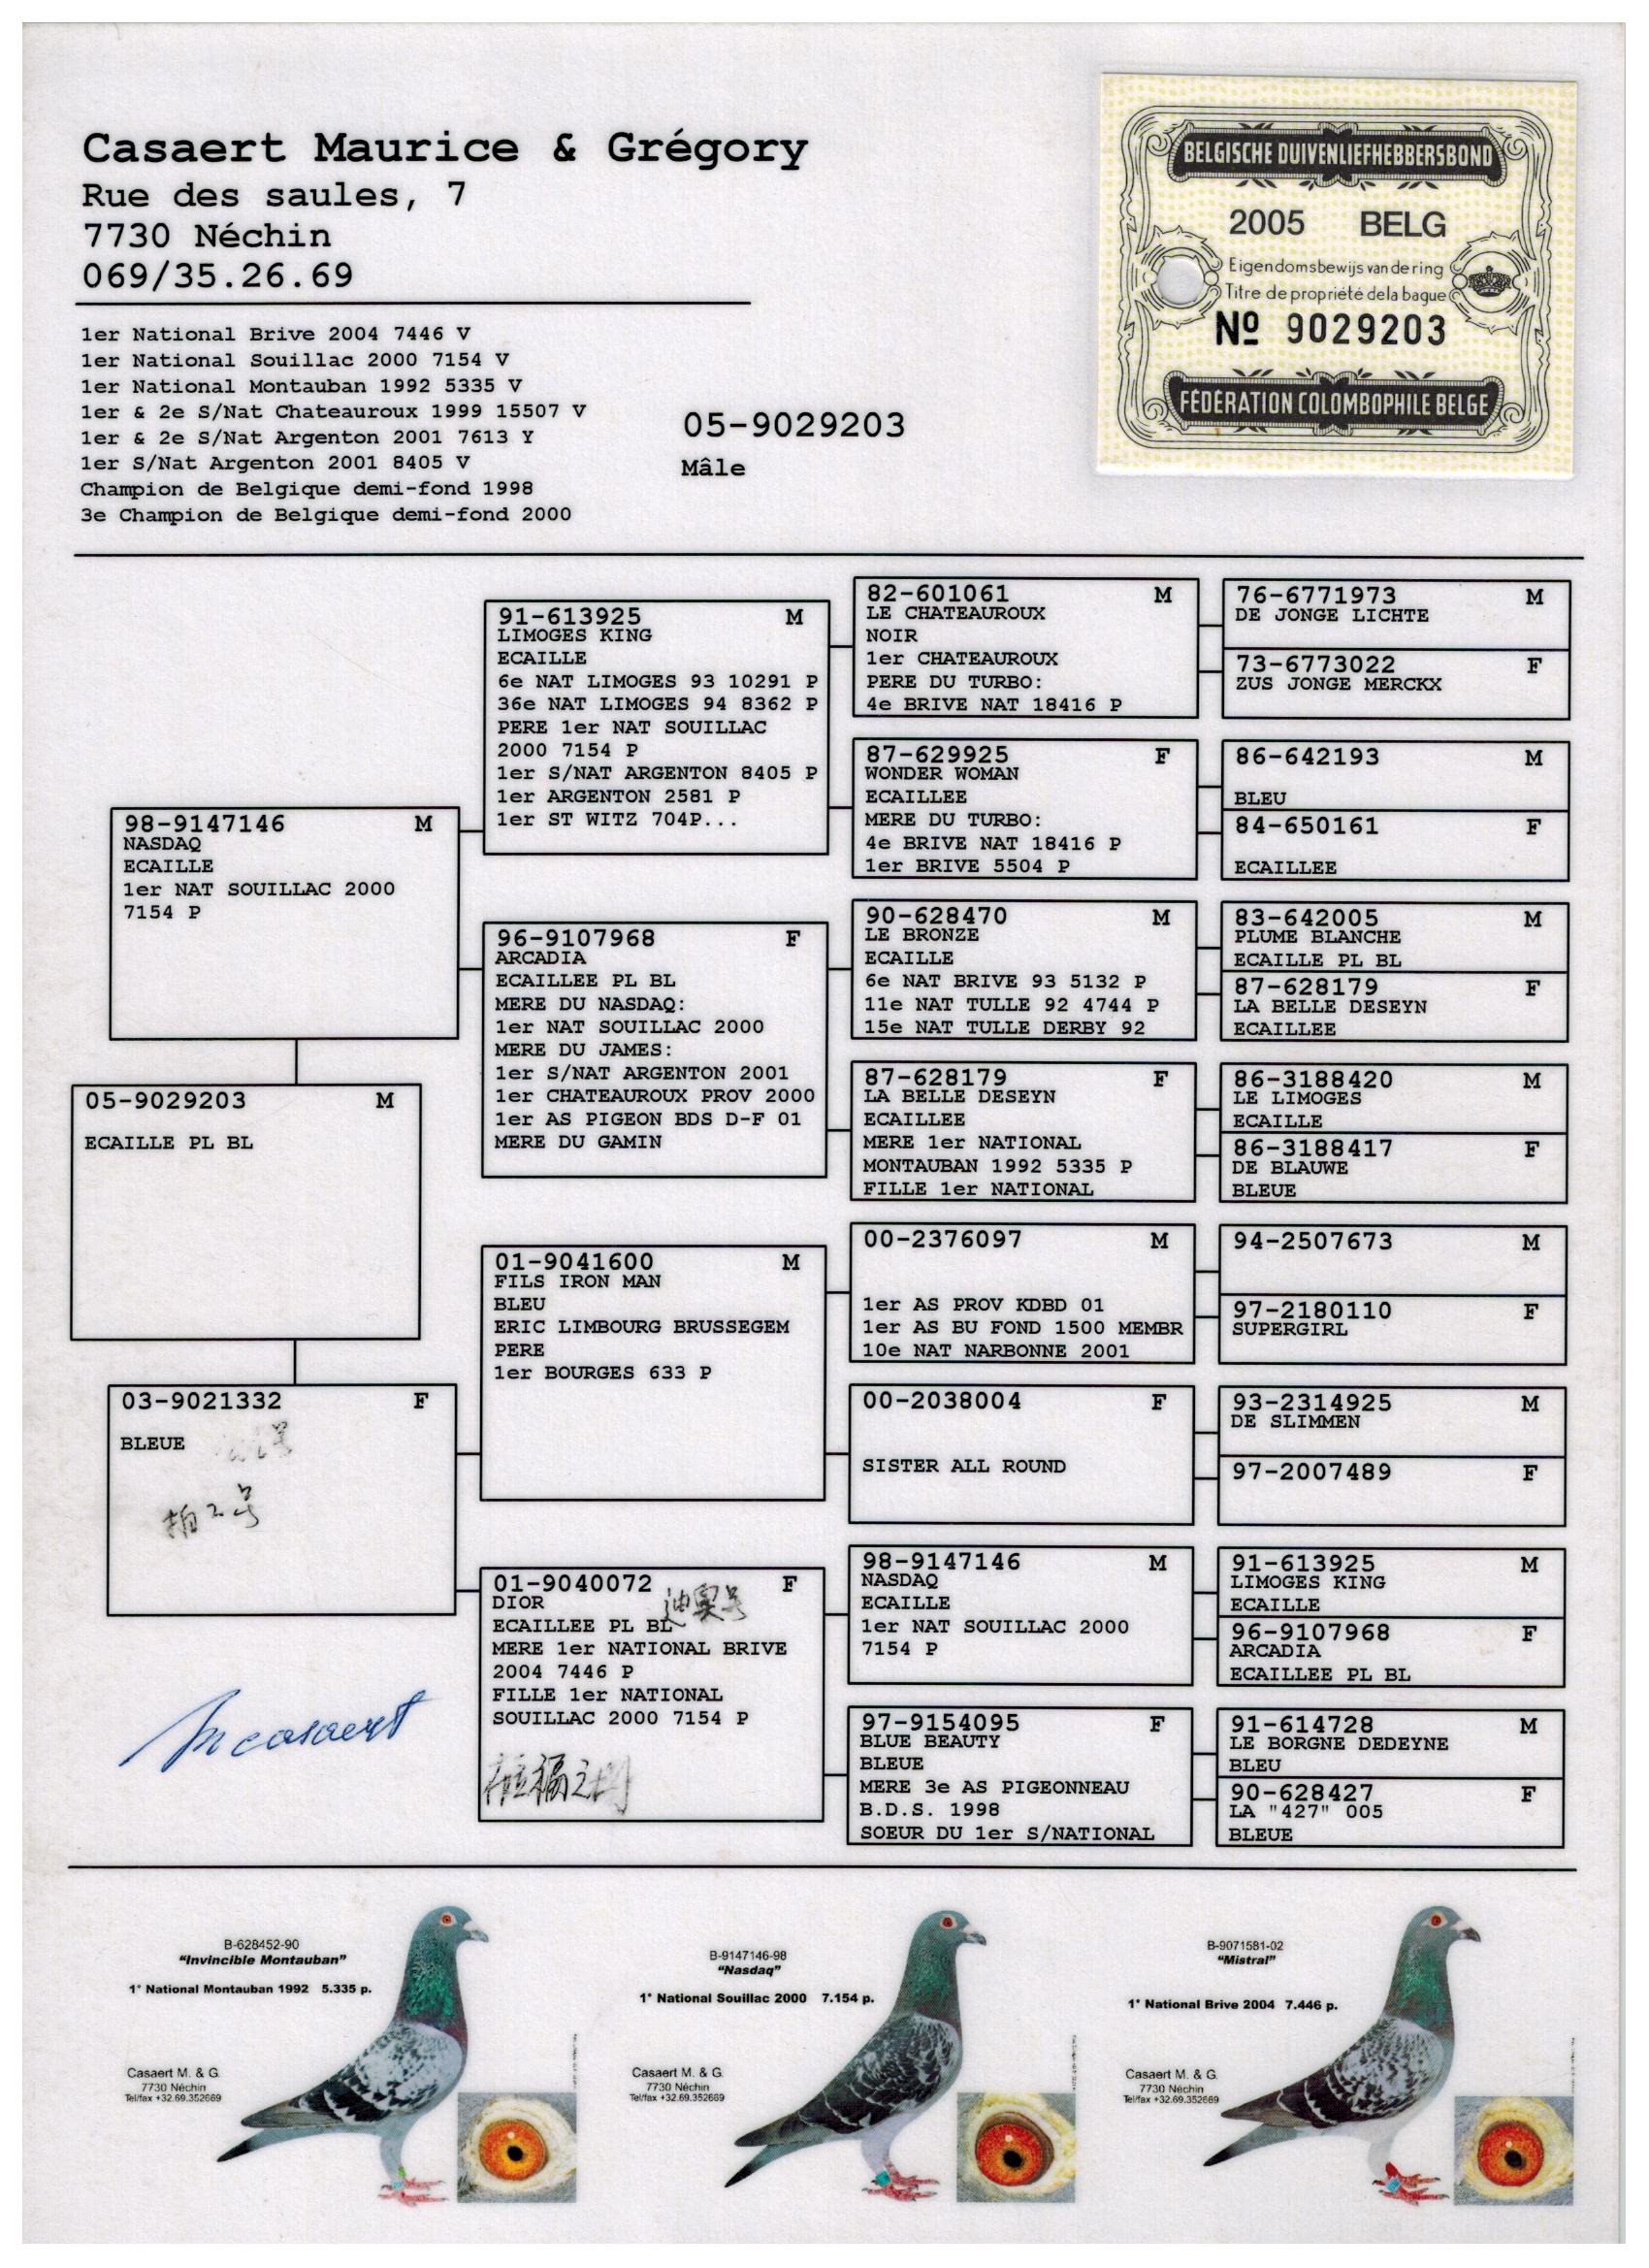 Casaert Maurice & Grégory
Rue des saules, 7
7730 Néchin
069/35.26.69
1er National Brive 2004 7446 V
1er National Souillac 2000 7154 V
1er National Montauban 1992 5335 V
1er & 2e S/Nat Chateauroux 1999 15507 V
1er & 2e S/Nat Argenton 2001 7613 Y
1er S/Nat Argenton 2001 8405 V
Champion de Belgique demi-fond 1998
3e Champion de Belgique demi-fond 2000
05-9029203
Mâle
BELGISCHE DUIVENLIEFHEBBERSBOND
2005 BELG
Eigendomsbewijs van de ring
Titre de propriété de la bague
Nº 9029203
FÉDÉRATION COLOMBOPHILE BELGE
05-9029203 M
ECAILLE PL BL
98-9147146 M
NASDAQ
ECAILLE
1er NAT SOUILLAC 2000
7154 P
03-9021332 F
BLEUE
91-613925 M
LIMOGES KING
ECAILLE
6e NAT LIMOGES 93 10291 P
36e NAT LIMOGES 94 8362 P
PERE 1er NAT SOUILLAC
2000 7154 P
1er S/NAT ARGENTON 8405 P
1er ARGENTON 2581 P
1er ST WITZ 704P...
96-9107968 F
ARCADIA
ECAILLEE PL BL
MERE DU NASDAQ:
1er NAT SOUILLAC 2000
MERE DU JAMES:
1er S/NAT ARGENTON 2001
1er CHATEAUROUX PROV 2000
1er AS PIGEON BDS D-F 01
MERE DU GAMIN
01-9041600 M
FILS IRON MAN
BLEU
ERIC LIMBOURG BRUSSEGEM
PERE
1er BOURGES 633 P
01-9040072 F
DIOR
迪奥号
ECAILLEE PL BL
MERE 1er NATIONAL BRIVE
2004 7446 P
FILLE 1er NATIONAL
SOUILLAC 2000 7154 P
82-601061 M
LE CHATEAUROUX
NOIR
1er CHATEAUROUX
PERE DU TURBO:
4e BRIVE NAT 18416 P
87-629925 F
WONDER WOMAN
ECAILLEE
MERE DU TURBO:
4e BRIVE NAT 18416 P
1er BRIVE 5504 P
90-628470 M
LE BRONZE
ECAILLE
6e NAT BRIVE 93 5132 P
11e NAT TULLE 92 4744 P
15e NAT TULLE DERBY 92
87-628179 F
LA BELLE DESEYN
ECAILLEE
MERE 1er NATIONAL
MONTAUBAN 1992 5335 P
FILLE 1er NATIONAL
00-2376097 M
1er AS PROV KDBD 01
1er AS BU FOND 1500 MEMBR
10e NAT NARBONNE 2001
00-2038004 F
SISTER ALL ROUND
98-9147146 M
NASDAQ
ECAILLE
1er NAT SOUILLAC 2000
7154 P
97-9154095 F
BLUE BEAUTY
BLEUE
MERE 3e AS PIGEONNEAU
B.D.S. 1998
SOEUR DU 1er S/NATIONAL
76-6771973 M
DE JONGE LICHTE
73-6773022 F
ZUS JONGE MERCKX
86-642193 M
BLEU
84-650161 F
ECAILLEE
83-642005 M
PLUME BLANCHE
ECAILLE PL BL
87-628179 F
LA BELLE DESEYN
ECAILLEE
86-3188420 M
LE LIMOGES
ECAILLE
86-3188417 F
DE BLAUWE
BLEUE
94-2507673 M
97-2180110 F
SUPERGIRL
93-2314925 M
DE SLIMMEN
97-2007489 F
91-613925 M
LIMOGES KING
ECAILLE
96-9107968 F
ARCADIA
ECAILLEE PL BL
91-614728 M
LE BORGNE DEDEYNE
BLEU
90-628427 F
LA "427" 005
BLEUE
M casaert
B-628452-90
"Invincible Montauban"
1° National Montauban 1992 5.335 p.
Casaert M. & G.
7730 Néchin
Tel/fax +32.69.352669
B-9147146-98
"Nasdaq"
1° National Souillac 2000 7.154 p.
Casaert M. & G.
7730 Néchin
Tel/fax +32.69.352669
B-9071581-02
"Mistral"
1° National Brive 2004 7.446 p.
Casaert M. & G.
7730 Néchin
Tel/fax +32.69.352669